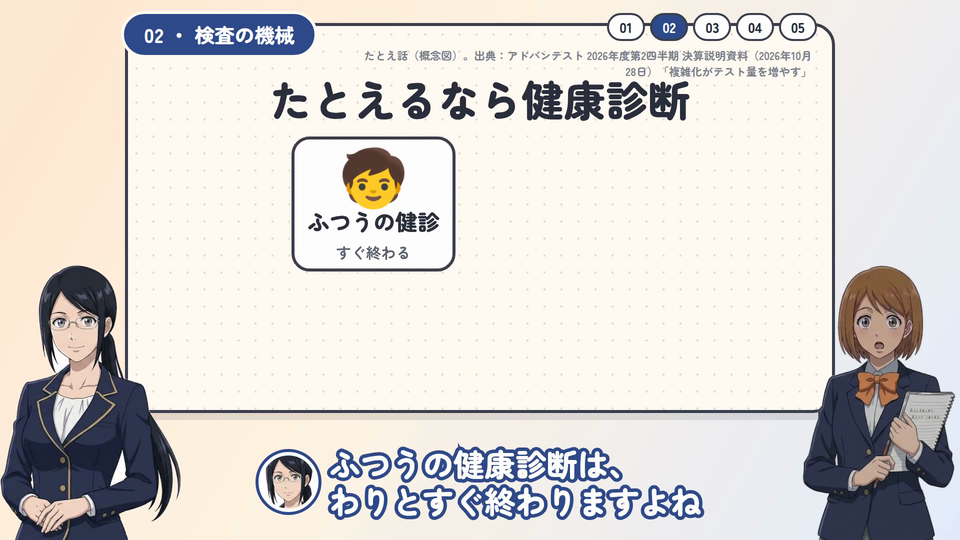 02 ・ 検査の機械
01 02 03 04 05
たとえ話（概念図）。出典：アドバンテスト 2026年度第2四半期 決算説明資料（2026年10月
28日）「複雑化がテスト量を増やす」
たとえるなら健康診断
ふつうの健診
すぐ終わる
ふつうの健康診断は、
わりとすぐ終わりますよね